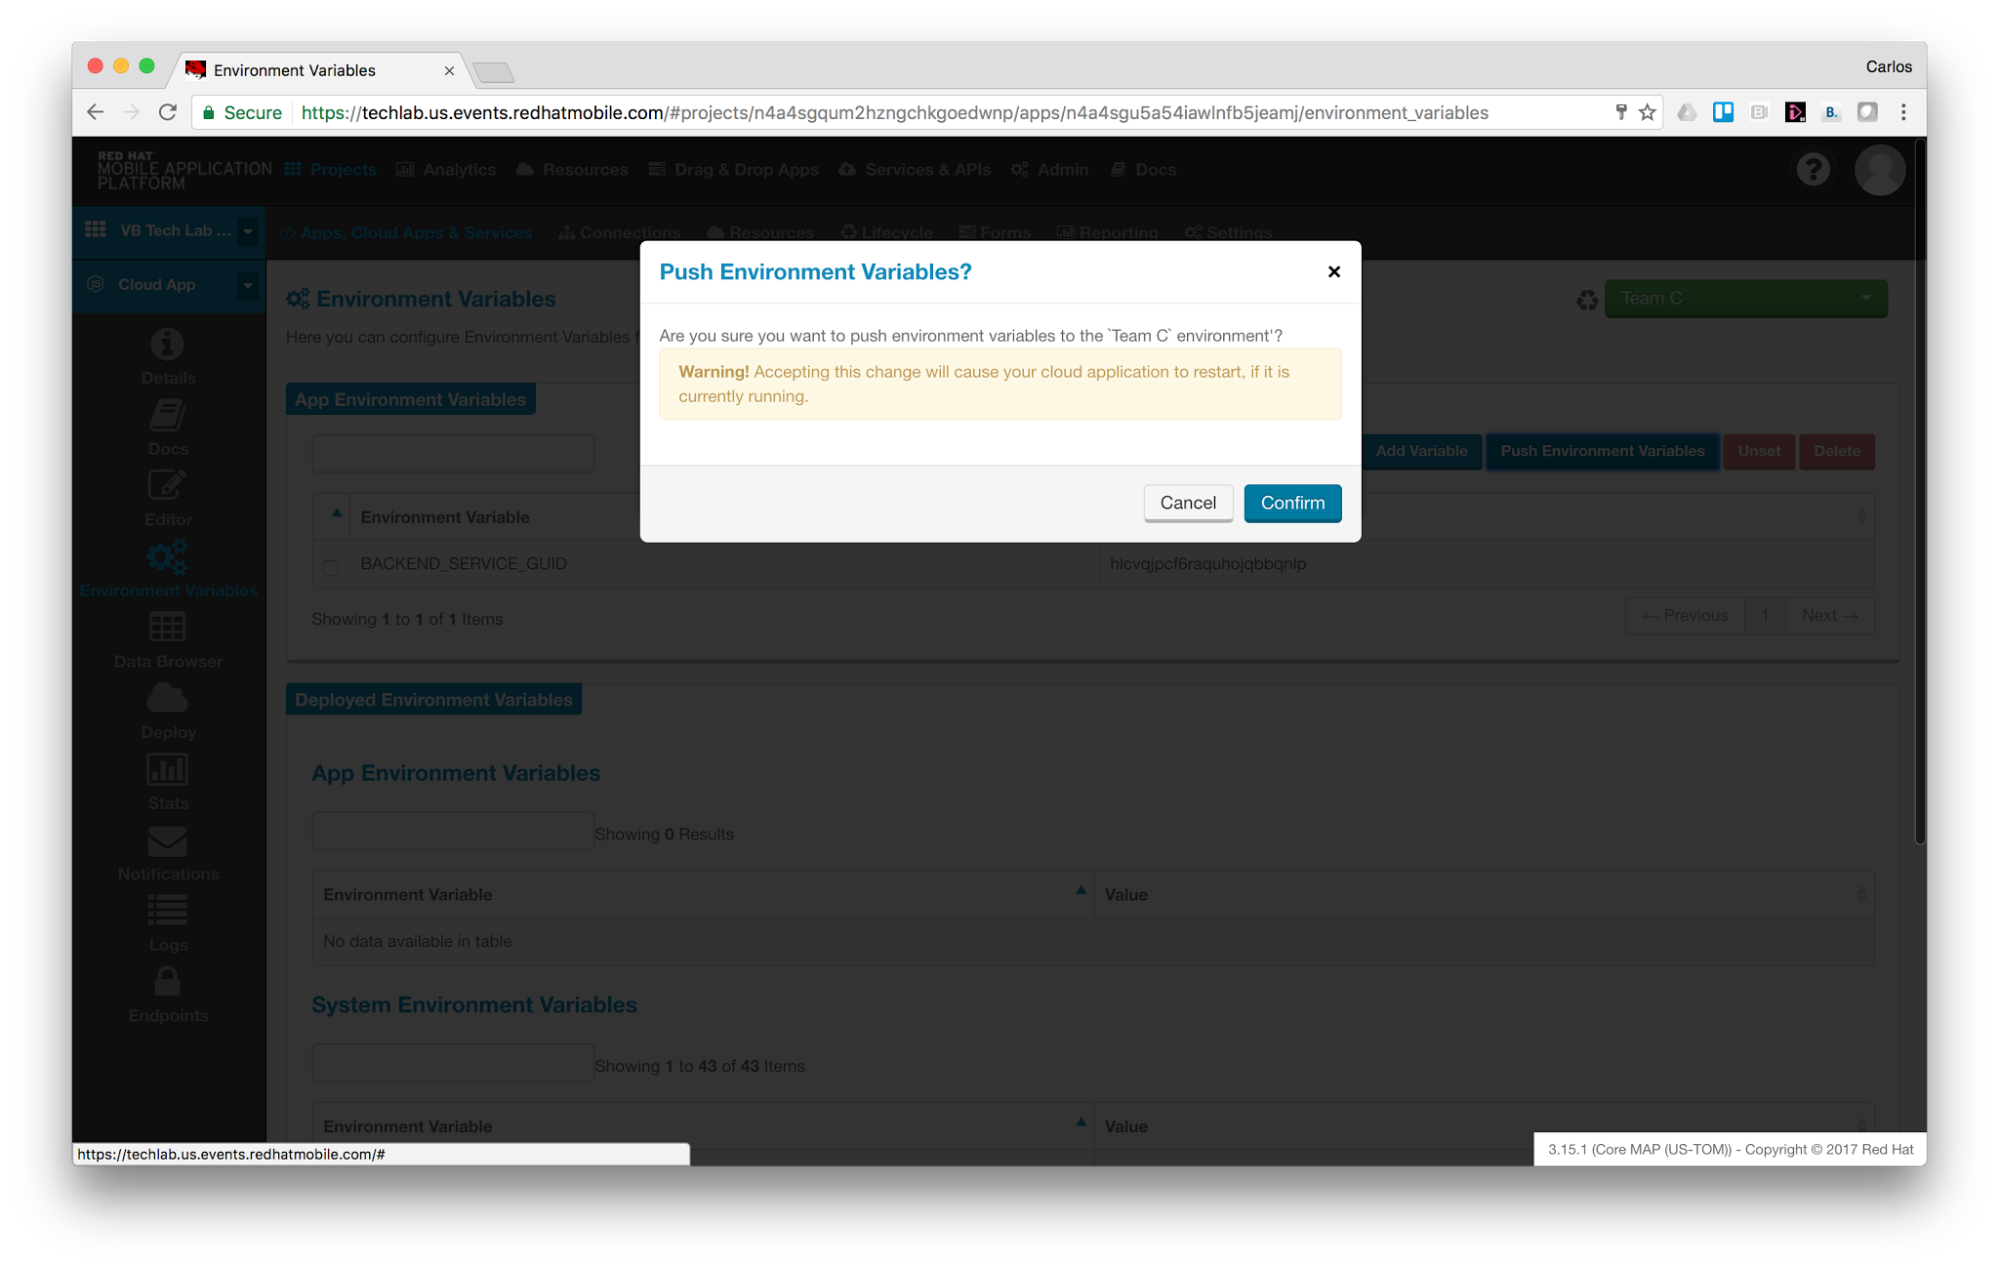 Environment Variables
Carlos
Secure https://techlab.us.events.redhatmobile.com/#projects/n4a4sgqum2hzngchkgoedwnp/apps/n4a4sgu5a54iawlnfb5jeamj/environment_variables
RED HAT
MOBILE APPLICATION
PLATFORM
Projects Analytics Resources Drag & Drop Apps Services & APIs Admin Docs
VB Tech Lab ... </> Apps, Cloud Apps & Services Connections Resources Lifecycle Forms Reporting Settings
Cloud App
Push Environment Variables?
Environment Variables
Team C
Here you can configure Environment Variables f
Are you sure you want to push environment variables to the `Team C` environment'?
Warning! Accepting this change will cause your cloud application to restart, if it is
currently running.
Cancel Confirm
Details
Docs
Editor
Environment Variables
Data Browser
Deploy
Stats
Notifications
Logs
Endpoints
App Environment Variables
Add Variable Push Environment Variables Unset Delete
Environment Variable
BACKEND_SERVICE_GUID hlcvqjpcf6raquhojqbbqnlp
Showing 1 to 1 of 1 Items
← Previous 1 Next →
Deployed Environment Variables
App Environment Variables
Showing 0 Results
Environment Variable Value
No data available in table
System Environment Variables
Showing 1 to 43 of 43 Items
Environment Variable Value
https://techlab.us.events.redhatmobile.com/#
3.15.1 (Core MAP (US-TOM)) - Copyright © 2017 Red Hat